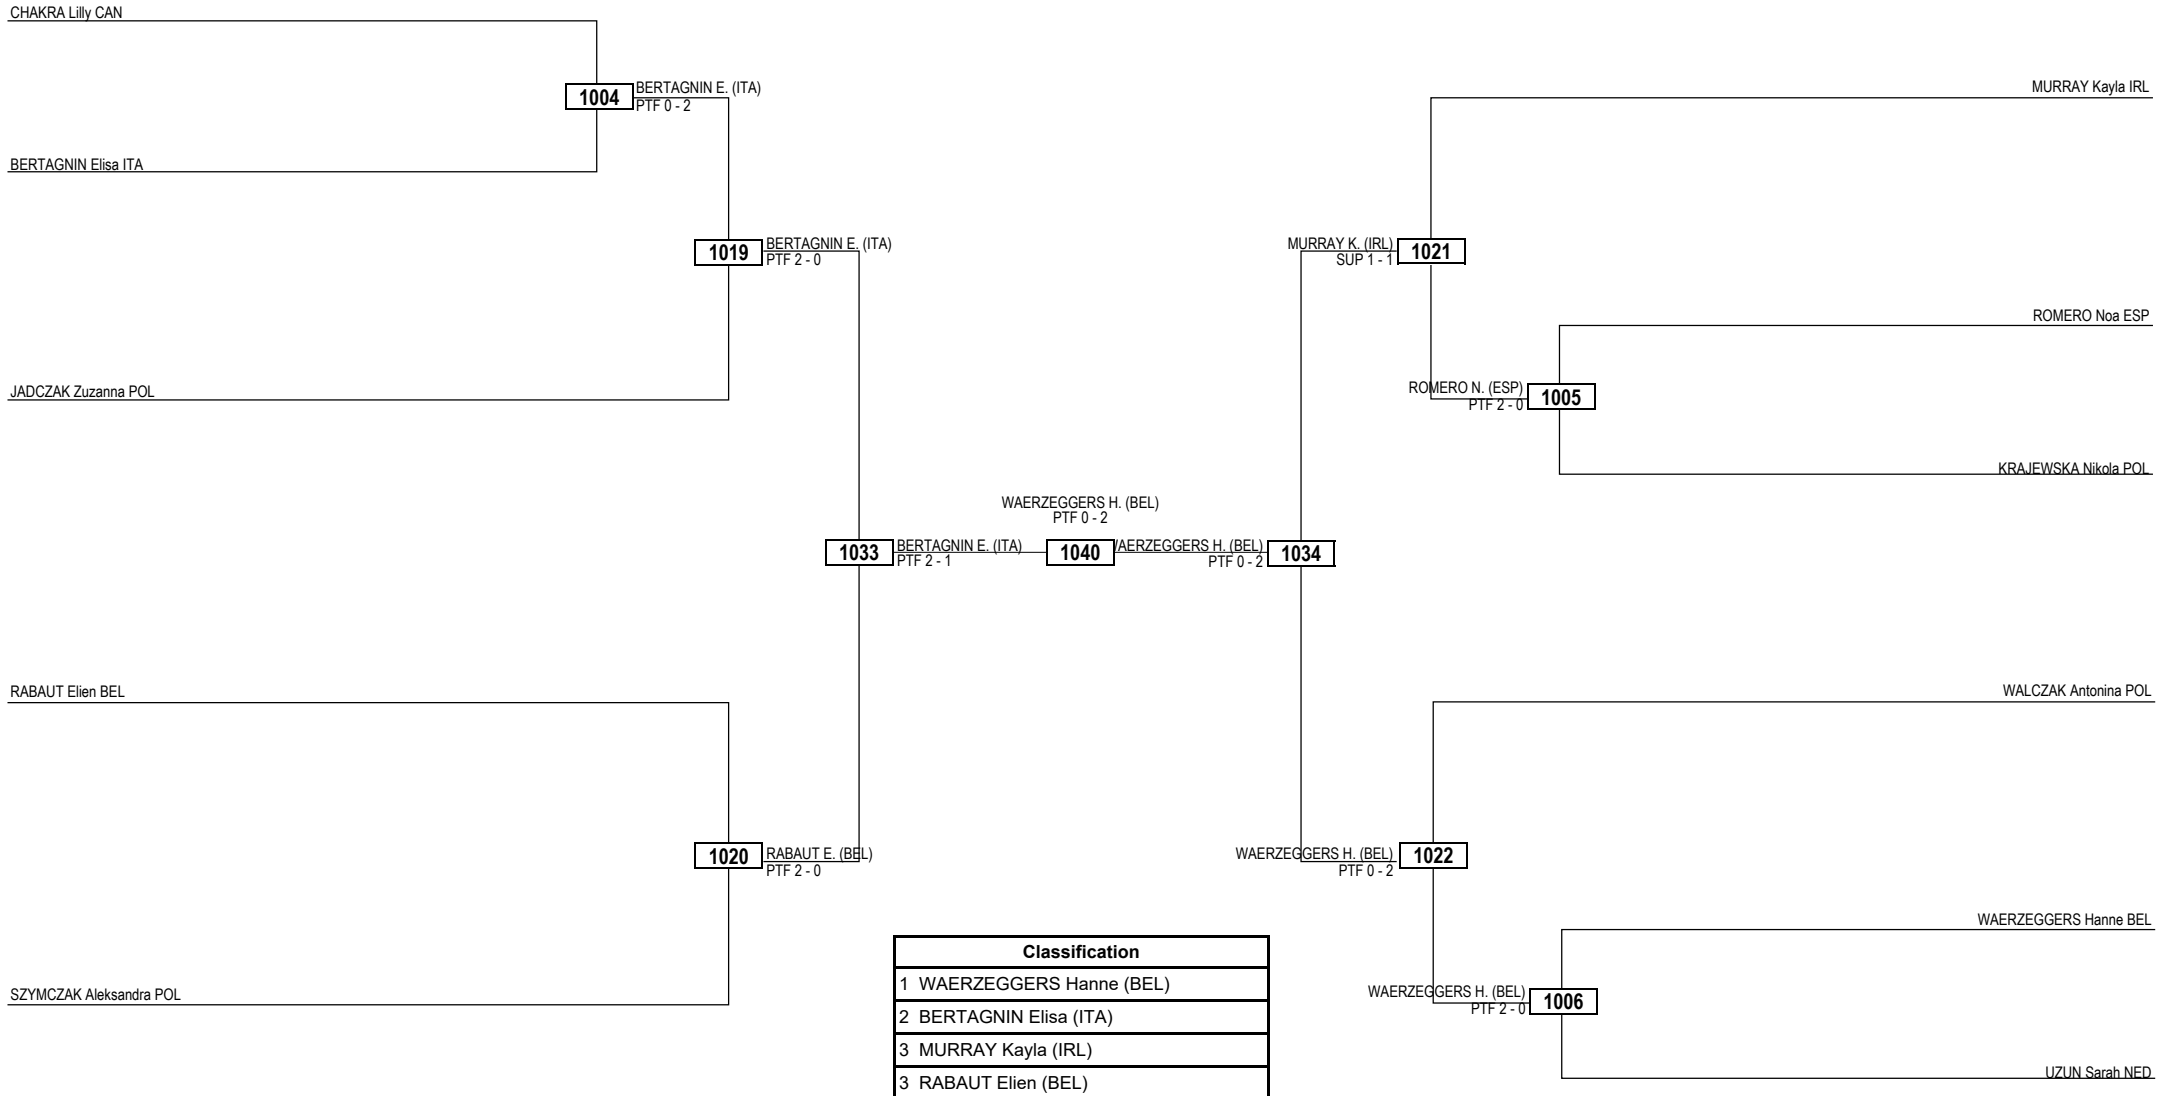 CHAKRA Lilly CAN
1004
BERTAGNIN E. (ITA)
PTF 0 - 2
BERTAGNIN Elisa ITA
1019
BERTAGNIN E. (ITA)
PTF 2 - 0
JADCZAK Zuzanna POL
1033
BERTAGNIN E. (ITA)
PTF 2 - 1
RABAUT Elien BEL
1020
RABAUT E. (BEL)
PTF 2 - 0
SZYMCZAK Aleksandra POL
WAERZEGGERS H. (BEL)
PTF 0 - 2
1040
MURRAY Kayla IRL
MURRAY K. (IRL)
SUP 1 - 1
1021
ROMERO Noa ESP
ROMERO N. (ESP)
PTF 2 - 0
1005
KRAJEWSKA Nikola POL
AERZEGGERS H. (BEL)
PTF 0 - 2
1034
WALCZAK Antonina POL
WAERZEGGERS H. (BEL)
PTF 0 - 2
1022
WAERZEGGERS Hanne BEL
WAERZEGGERS H. (BEL)
PTF 2 - 0
1006
UZUN Sarah NED
Classification
1 WAERZEGGERS Hanne (BEL)
2 BERTAGNIN Elisa (ITA)
3 MURRAY Kayla (IRL)
3 RABAUT Elien (BEL)